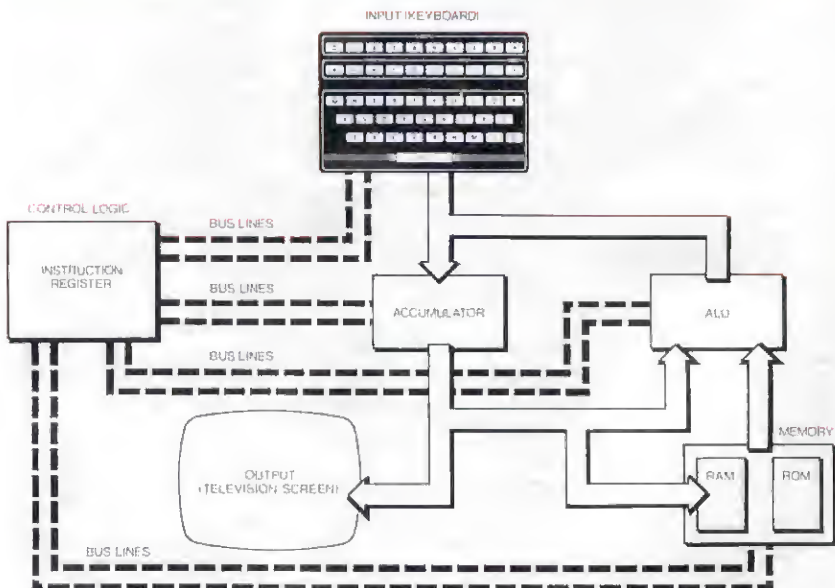 INPUT (KEYBOARD)
CONTROL LOGIC
BUS LINES
INSTRUCTION
REGISTER
BUS LINES
ACCUMULATOR
ALU
BUS LINES
MEMORY
OUTPUT
(TELEVISION SCREEN)
RAM
ROM
BUS LINES